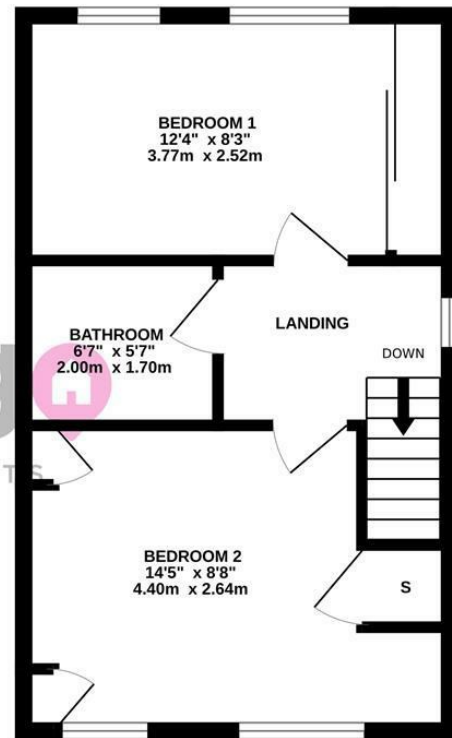 BEDROOM 1
12'4" x 8'3"
3.77m x 2.52m
LANDING
BATHROOM
6'7" x 5'7"
2.00m x 1.70m
DOWN
BEDROOM 2
14'5" x 8'8"
4.40m x 2.64m
S